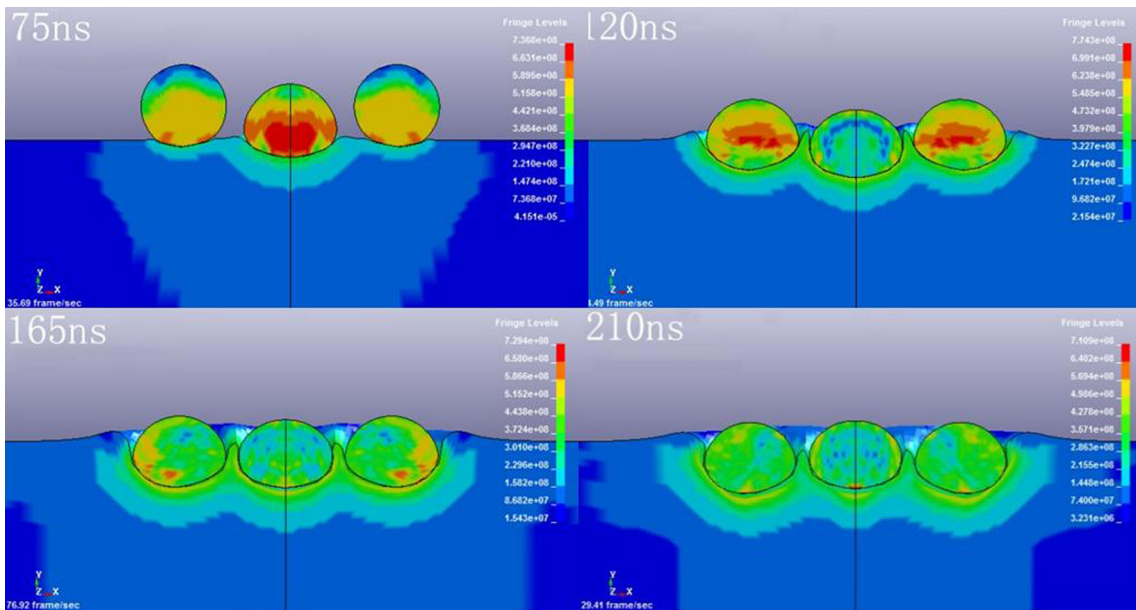 75ns
Fringe Levels
7.368e+08
6.631e+08
5.895e+08
5.158e+08
4.421e+08
3.684e+08
2.947e+08
2.210e+08
1.474e+08
7.368e+07
4.151e-05
Y
Z X
35.69 frame/sec
120ns
Fringe Levels
7.743e+08
6.991e+08
6.238e+08
5.485e+08
4.732e+08
3.979e+08
3.227e+08
2.474e+08
1.721e+08
9.682e+07
2.154e+07
Y
Z X
4.49 frame/sec
165ns
Fringe Levels
7.294e+08
6.580e+08
5.866e+08
5.152e+08
4.438e+08
3.724e+08
3.010e+08
2.296e+08
1.582e+08
8.682e+07
1.543e+07
Y
Z X
76.92 frame/sec
210ns
Fringe Levels
7.109e+08
6.402e+08
5.694e+08
4.986e+08
4.278e+08
3.571e+08
2.863e+08
2.155e+08
1.448e+08
7.400e+07
3.231e+06
Y
Z X
29.41 frame/sec